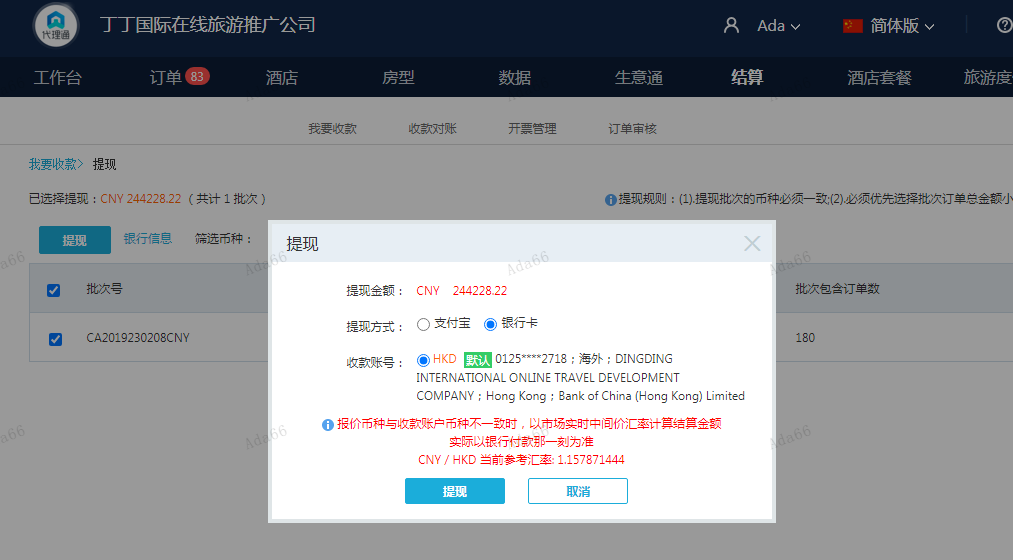 代理通
丁丁国际在线旅游推广公司
Ada
简体版
工作台
订单 83
酒店
房型
数据
生意通
结算
酒店套餐
旅游度
我要收款
收款对账
开票管理
订单审核
我要收款> 提现
已选择提现：CNY 244228.22 （共计 1 批次 ）
提现规则：(1).提现批次的币种必须一致;(2).必须优先选择批次订单总金额小
提现
银行信息
筛选币种：
批次号
批次包含订单数
CA2019230208CNY
180
提现
提现金额： CNY 244228.22
提现方式： 支付宝 银行卡
收款账号： HKD 默认 0125****2718；海外；DINGDING
INTERNATIONAL ONLINE TRAVEL DEVELOPMENT
COMPANY；Hong Kong；Bank of China (Hong Kong) Limited
报价币种与收款账户币种不一致时，以市场实时中间价汇率计算结算金额
实际以银行付款那一刻为准
CNY / HKD 当前参考汇率: 1.157871444
提现
取消
Ada66
Ada66
Ada66
Ada66
Ada66